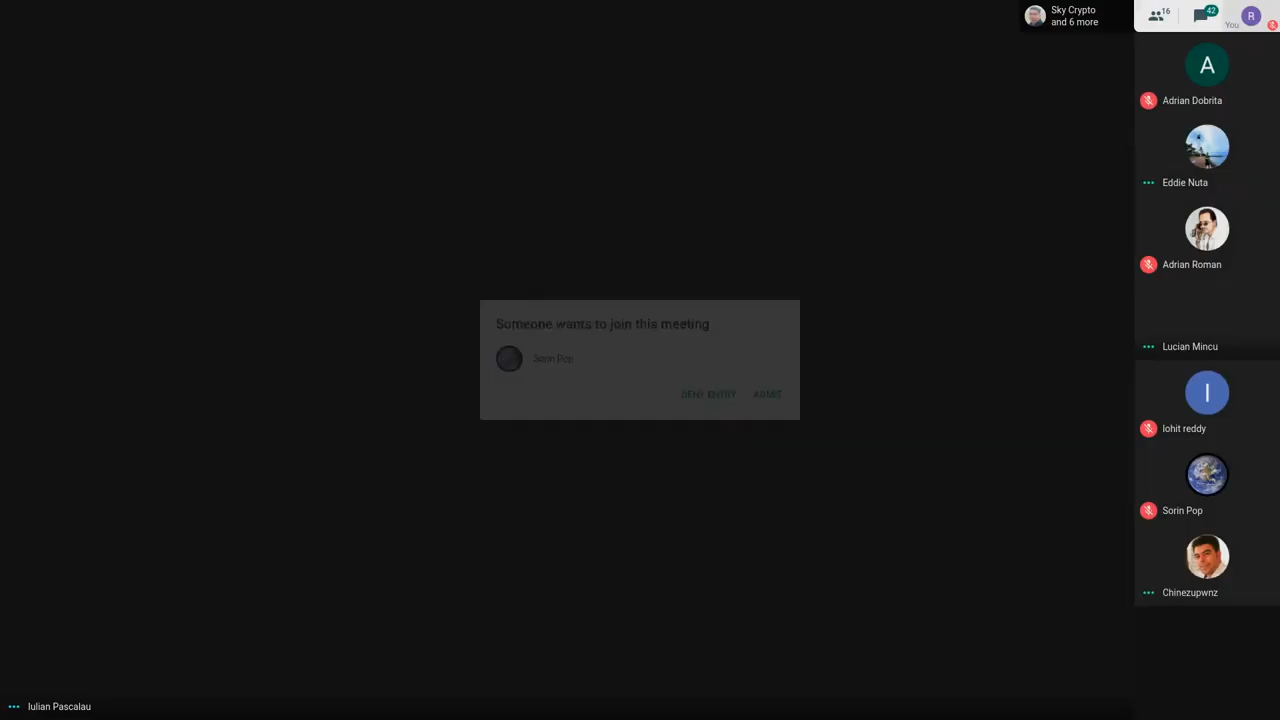 Sky Crypto
and 6 more
16
42
You
R
A
Adrian Dobrita
Eddie Nuta
Adrian Roman
Someone wants to join this meeting
Sorin Pop
DENY ENTRY ADMIT
Lucian Mincu
I
lohit reddy
Sorin Pop
Chinezupwnz
Iulian Pascalau